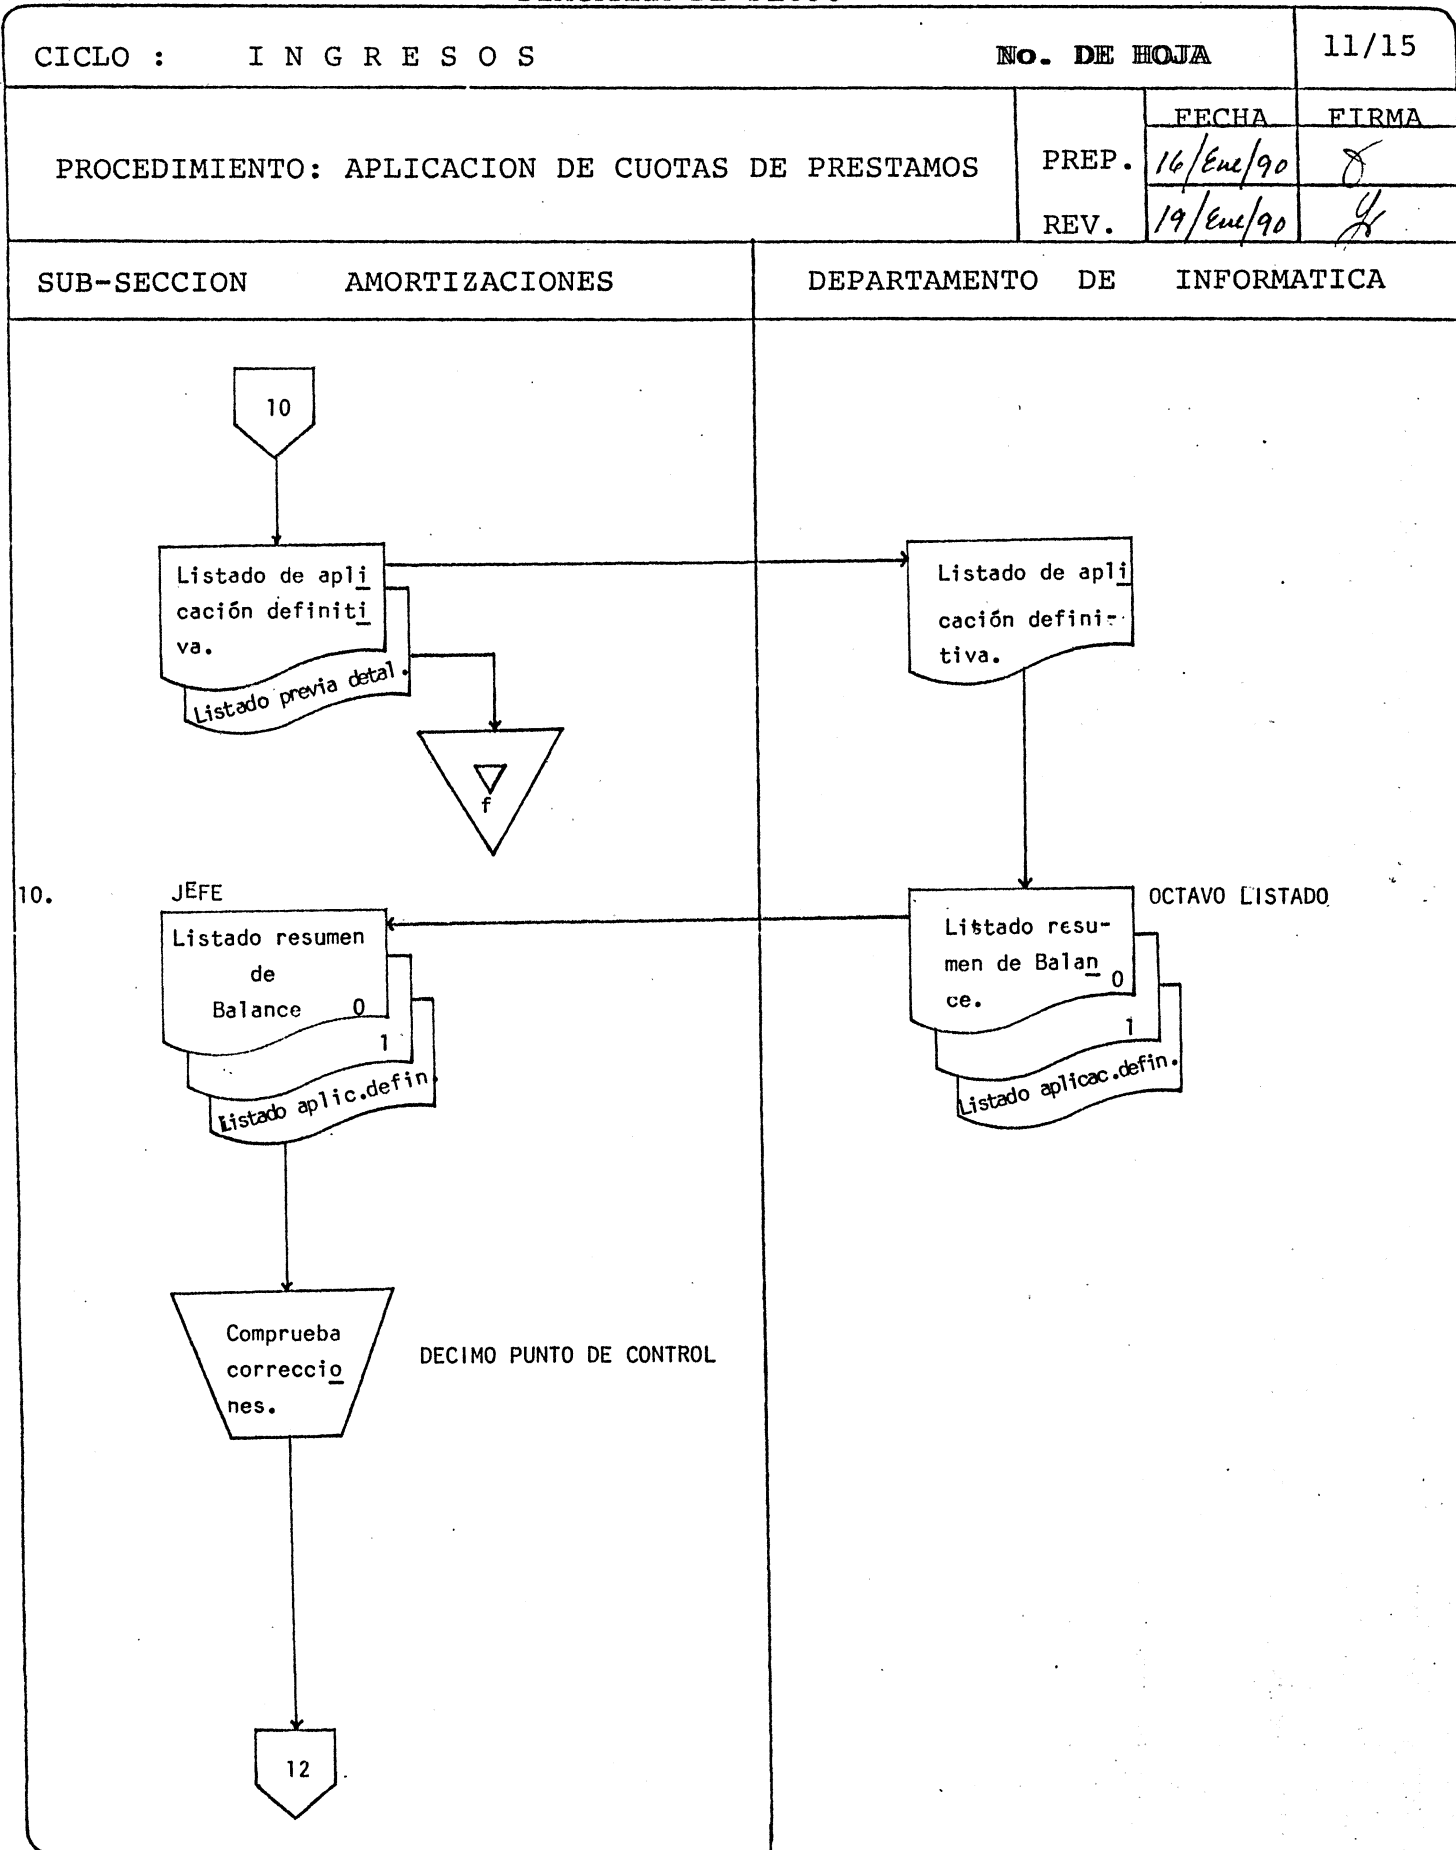 CICLO : I N G R E S O S
No. DE HOJA
11/15
PROCEDIMIENTO: APLICACION DE CUOTAS DE PRESTAMOS
FECHA
FIRMA
PREP.
16/Ene/90
REV.
19/Ene/90
SUB-SECCION AMORTIZACIONES
DEPARTAMENTO DE INFORMATICA
10
Listado de apli
cación definiti
va.
Listado previa detal.
f
Listado de apli
cación defini-
tiva.
10.
JEFE
Listado resumen
de
Balance 0
1
Listado aplic.defin.
OCTAVO LISTADO
Listado resu-
men de Balan
ce. 0
1
Listado aplicac.defin.
Comprueba
correccio
nes.
DECIMO PUNTO DE CONTROL
12